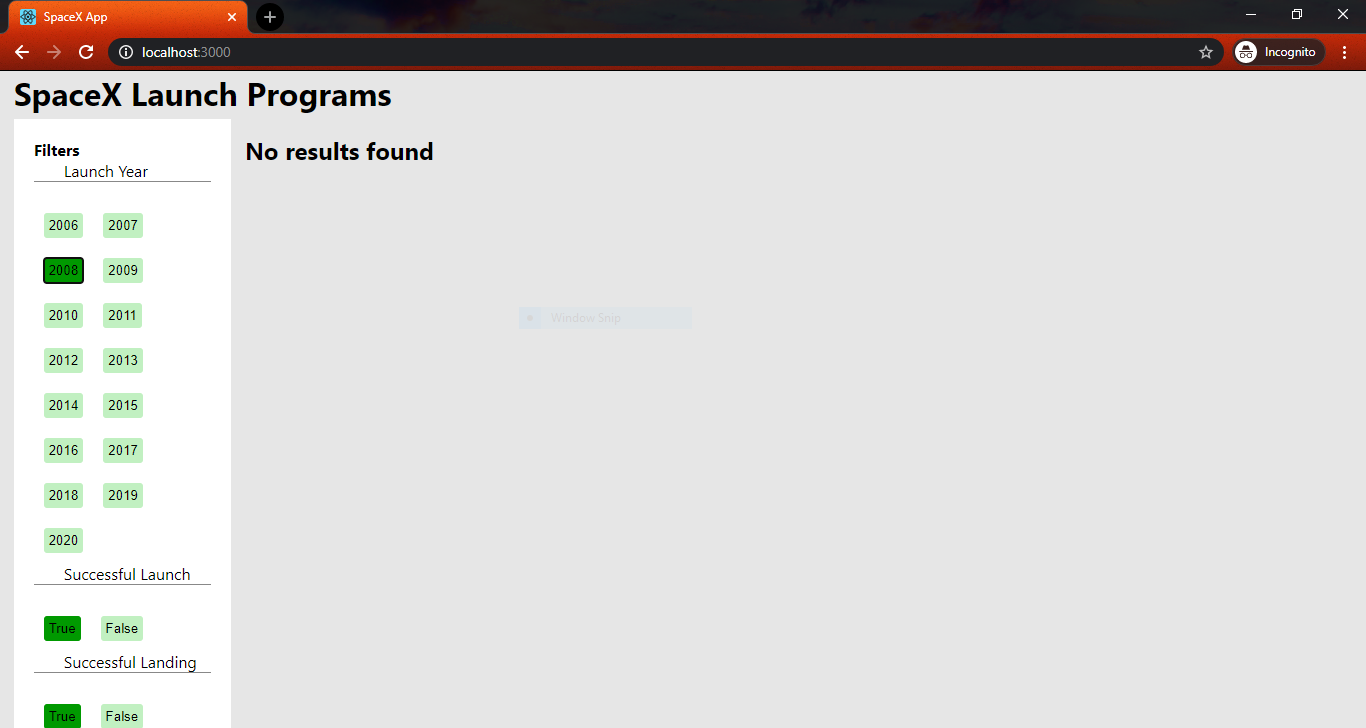 SpaceX App
localhost:3000
Incognito
SpaceX Launch Programs
Filters
Launch Year
2006 2007
2008 2009
2010 2011
2012 2013
2014 2015
2016 2017
2018 2019
2020
Successful Launch
True False
Successful Landing
True False
No results found
Window Snip